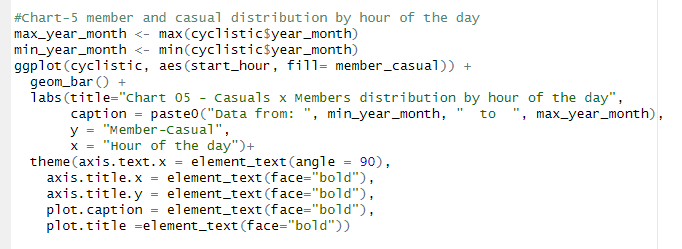 #Chart-5 member and casual distribution by hour of the day
max_year_month <- max(cyclistic$year_month)
min_year_month <- min(cyclistic$year_month)
ggplot(cyclistic, aes(start_hour, fill= member_casual)) +
  geom_bar() +
  labs(title="Chart 05 - Casuals x Members distribution by hour of the day",
       caption = paste0("Data from: ", min_year_month, "  to  ", max_year_month),
       y = "Member-Casual",
       x = "Hour of the day")+
  theme(axis.text.x = element_text(angle = 90),
    axis.title.x = element_text(face="bold"),
    axis.title.y = element_text(face="bold"),
    plot.caption = element_text(face="bold"),
    plot.title =element_text(face="bold"))